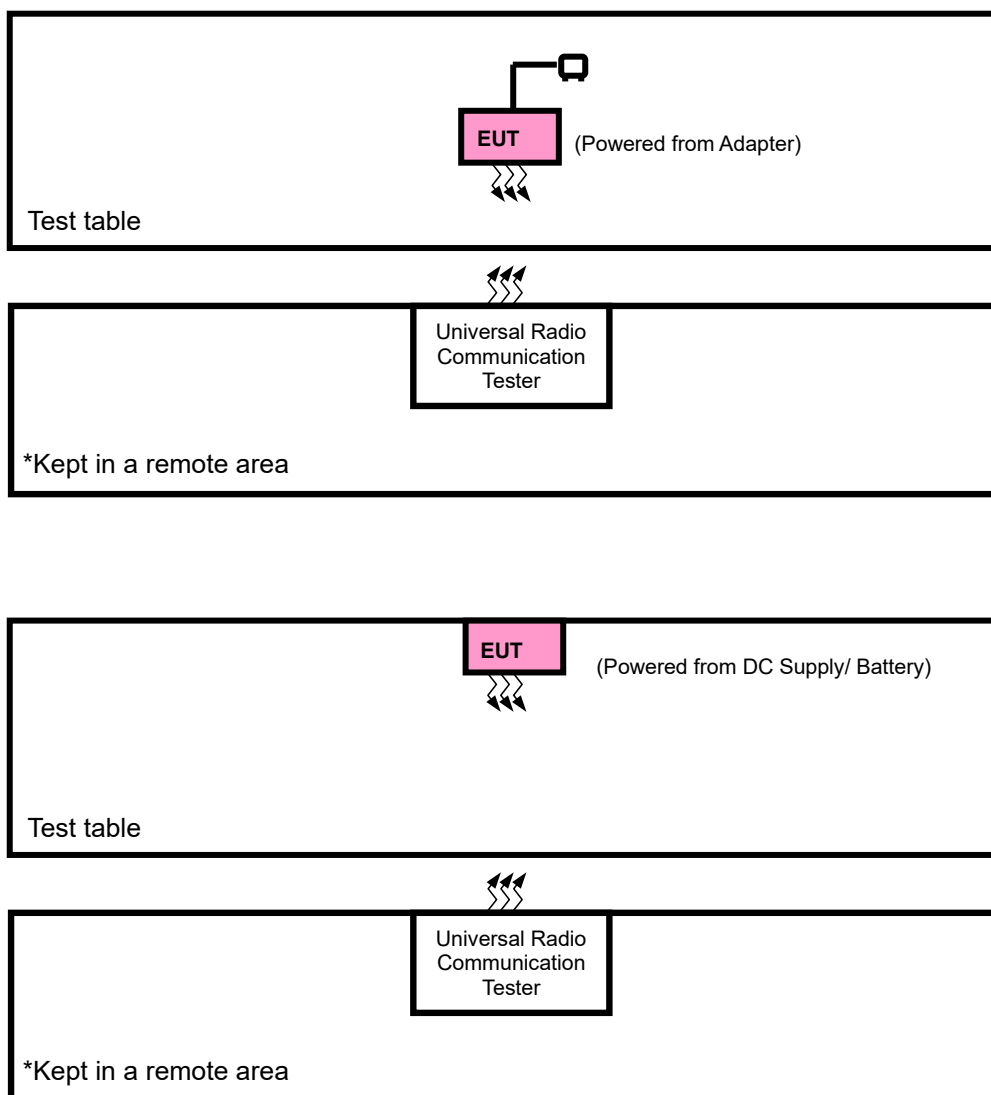 EUT
(Powered from Adapter)
Test table
Universal Radio
Communication
Tester
*Kept in a remote area
EUT
(Powered from DC Supply/ Battery)
Test table
Universal Radio
Communication
Tester
*Kept in a remote area